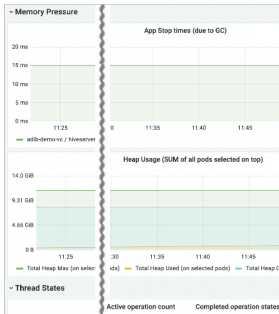 Memory Pressure
App Stop times (due to GC)
20 ms
15 ms
10 ms
5 ms
0 ms
11:25 0 11:35 11:40 11:45
adib-demo-vc / hiveserver
Heap Usage (SUM of all pods selected on top)
14.0 GiB
9.31 GiB
4.66 GiB
0 B
11:25 :30 11:35 11:40 11:45
Total Heap Max (on selec ods) Total Heap Used (on selected pods) Total Heap C
Thread States
Active operation count Completed operation states